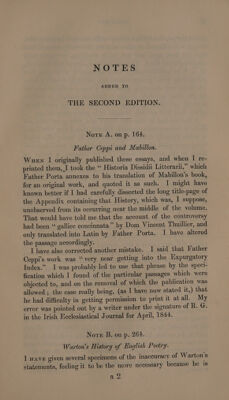 NOTES
ADDED TO
THE SECOND EDITION.
NOTE A. on p. 164.
Father Ceppi and Mabillon.
WHEN I originally published these essays, and when I re-
printed them, I took the " Historia Dissidii Litterarii," which
Father Porta annexes to his translation of Mabillon's book,
for an original work, and quoted it as such. I might have
known better if I had carefully dissected the long title-page of
the Appendix containing that History, which was, I suppose,
unobserved from its occurring near the middle of the volume.
That would have told me that the account of the controversy
had been " gallice concinnata " by Dom Vincent Thuillier, and
only translated into Latin by Father Porta. I have altered
the passage accordingly.
I have also corrected another mistake. I said that Father
Ceppi's work was " very near getting into the Expurgatory
Index." I was probably led to use that phrase by the speci-
fication which I found of the particular passages which were
objected to, and on the removal of which the publication was
allowed; the case really being, (as I have now stated it,) that
he had difficulty in getting permission to print it at all. My
error was pointed out by a writer under the signature of R. G.
in the Irish Ecclesiastical Journal for April, 1844.
NOTE B. on p. 264.
Warton's History of English Poetry.
I HAVE given several specimens of the inaccuracy of Warton's
statements, feeling it to be the more necessary because he is
a 2